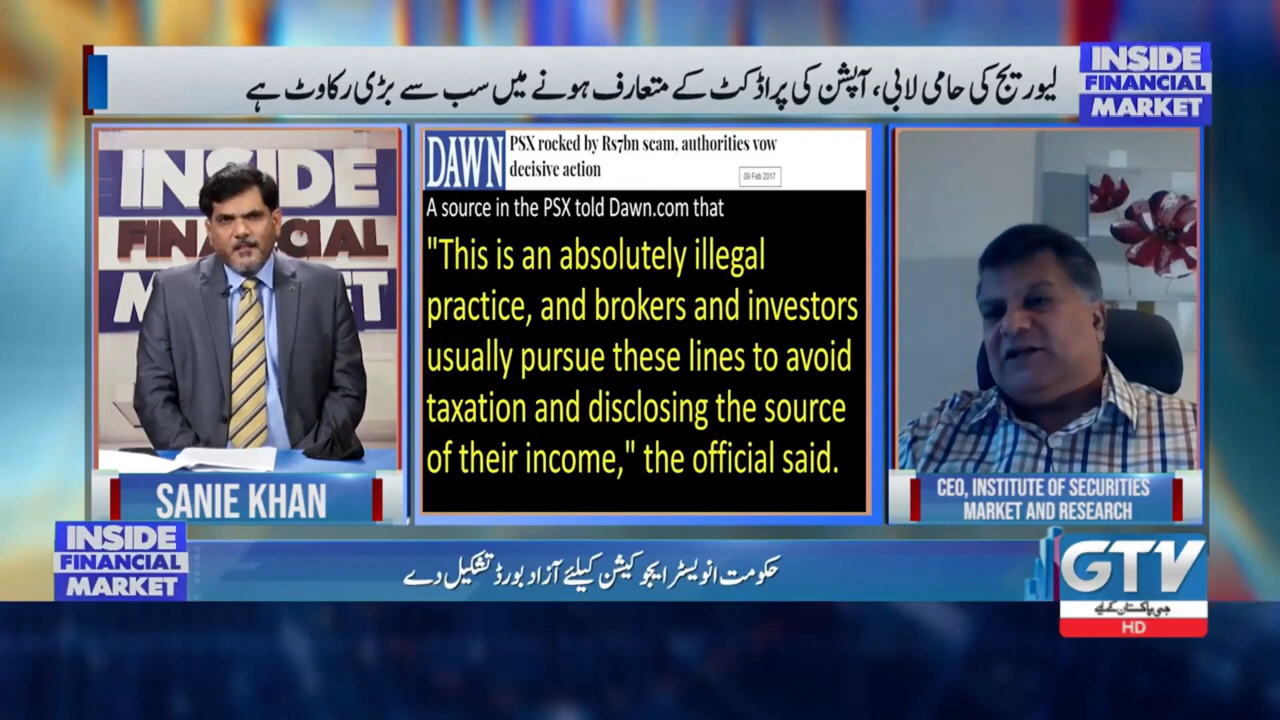 لیوریج کی حامی لابی، آپشن کی پراڈکٹ کے متعارف ہونے میں سب سے بڑی رکاوٹ ہے
INSIDE
FINANCIAL
MARKET
INSIDE
FINANCIAL
MARKET
DAWN
PSX rocked by Rs7bn scam, authorities vow
decisive action
09 Feb 2017
A source in the PSX told Dawn.com that
"This is an absolutely illegal
practice, and brokers and investors
usually pursue these lines to avoid
taxation and disclosing the source
of their income," the official said.
SANIE KHAN
CEO, INSTITUTE OF SECURITIES
MARKET AND RESEARCH
INSIDE
FINANCIAL
MARKET
حکومت انویسٹر ایجوکیشن کیلئے آزاد بورڈ تشکیل دے
GTV
جی پاکستان کے لیے
HD